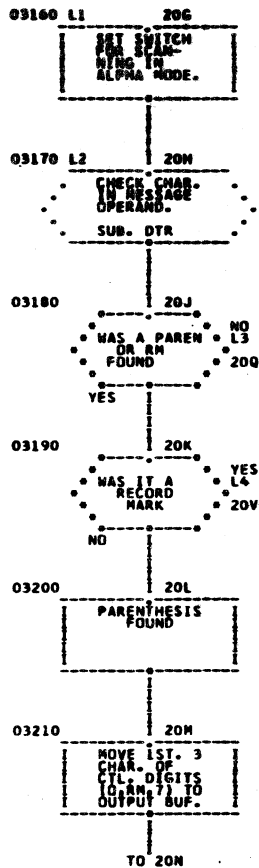 03160 L1 20G
SET SWITCH
FOR SCAN-
NING IN
ALPHA MODE.
03170 L2 20H
CHECK CHAR.
IN MESSAGE
OPERAND.
SUB. DTR
03180 20J
NO
WAS A PAREN L3
OR RM
FOUND 20Q
YES
03190 20K
YES
WAS IT A L4
RECORD
MARK 20V
NO
03200 20L
PARENTHESIS
FOUND
03210 20M
MOVE 1ST. 3
CHAR. OF
CTL. DIGITS
(0,RM,7) TO
OUTPUT BUF.
TO 20N